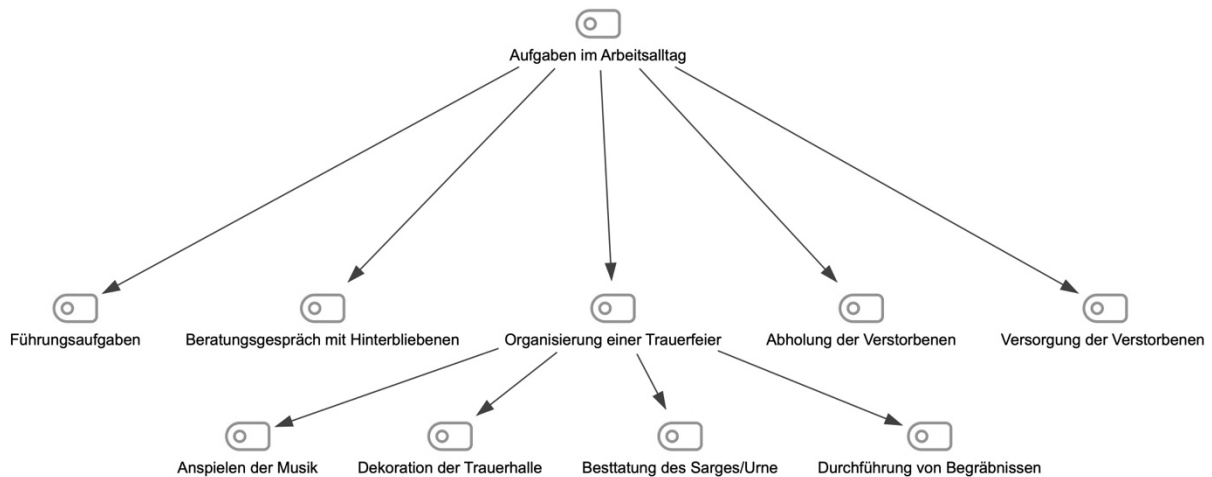 Aufgaben im Arbeitsalltag
Führungsaufgaben
Beratungsgespräch mit Hinterbliebenen
Organisierung einer Trauerfeier
Abholung der Verstorbenen
Versorgung der Verstorbenen
Anspielen der Musik
Dekoration der Trauerhalle
Besttatung des Sarges/Urne
Durchführung von Begräbnissen